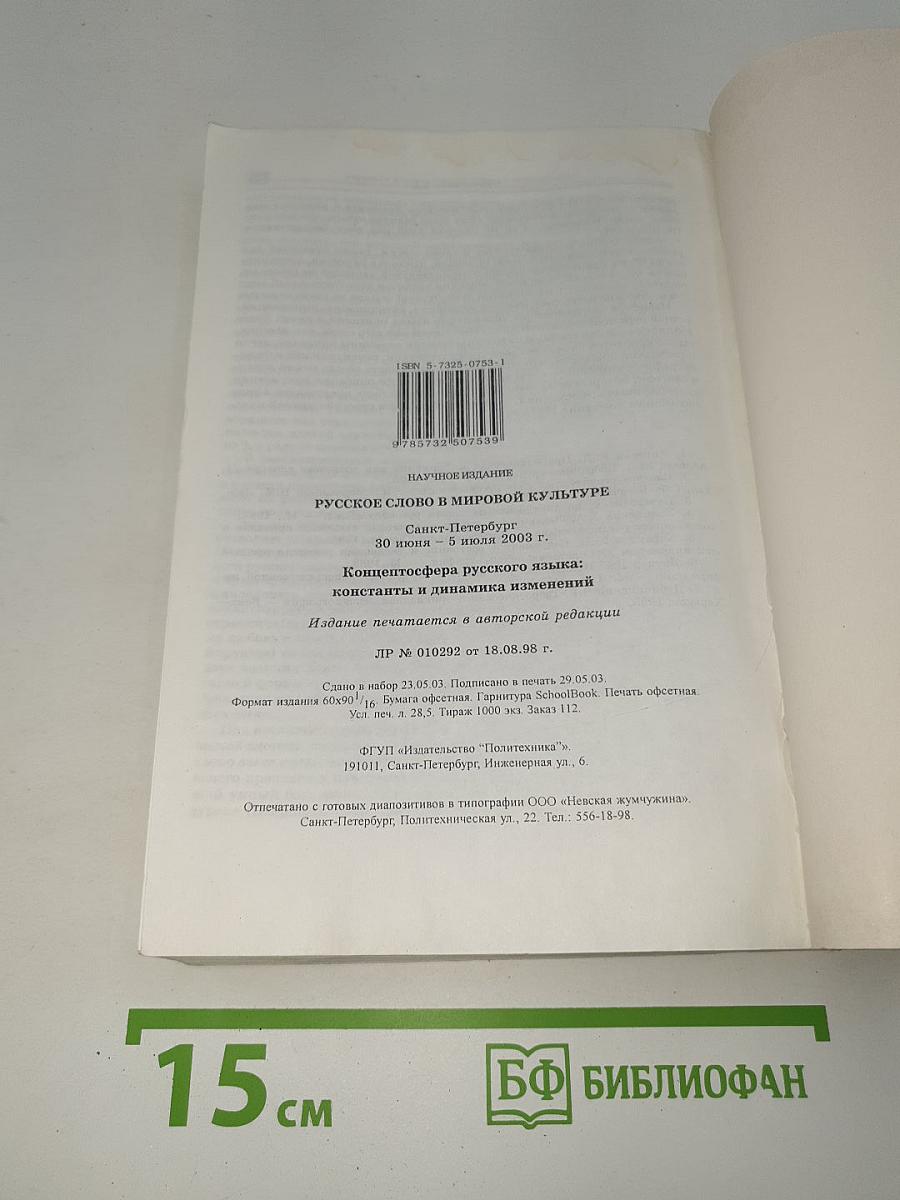 ISBN 5-7325-0753-1
9 785732 507539
НАУЧНОЕ ИЗДАНИЕ
РУССКОЕ СЛОВО В МИРОВОЙ КУЛЬТУРЕ
Санкт-Петербург
30 июня – 5 июля 2003 г.
Концептосфера русского языка:
константы и динамика изменений
Издание печатается в авторской редакции
ЛР № 010292 от 18.08.98 г.
Сдано в набор 23.05.03. Подписано в печать 29.05.03.
Формат издания 60x90 1/16. Бумага офсетная. Гарнитура SchoolBook. Печать офсетная.
Усл. печ. л. 28,5. Тираж 1000 экз. Заказ 112.
ФГУП «Издательство “Политехника”».
191011, Санкт-Петербург, Инженерная ул., 6.
Отпечатано с готовых диапозитивов в типографии ООО «Невская жумчужина».
Санкт-Петербург, Политехническая ул., 22. Тел.: 556-18-98.
15 см
БФ БИБЛИОФАН